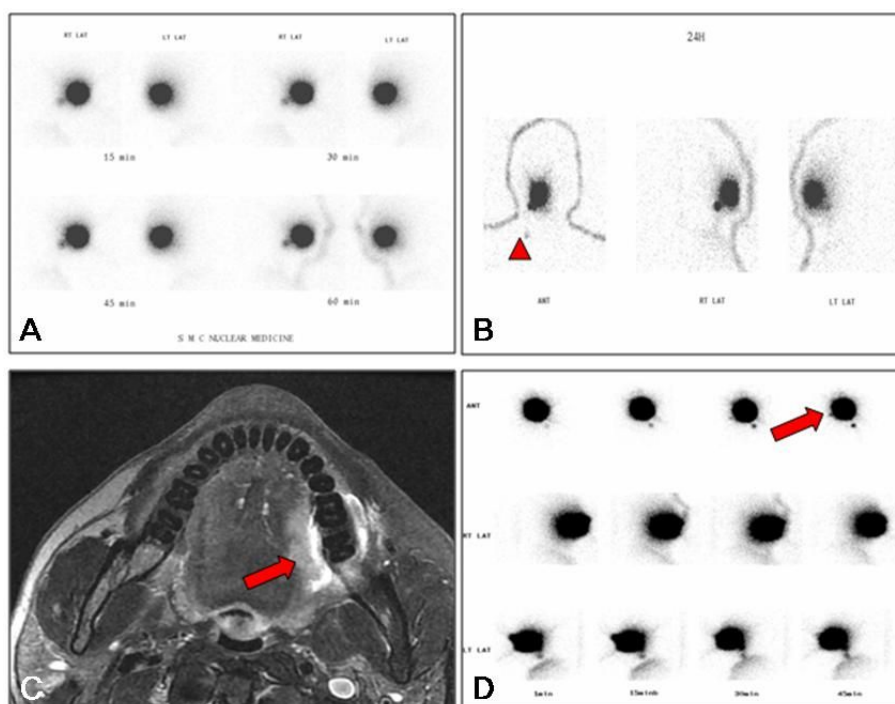 RT LAT LT LAT RT LAT LT LAT
15 min 30 min
45 min 60 min
S M C NUCLEAR MEDICINE
A
24H
ANT RT LAT LT LAT
B
C
ANT
RT LAT
LT LAT
1min 15minb 30min 45min
D